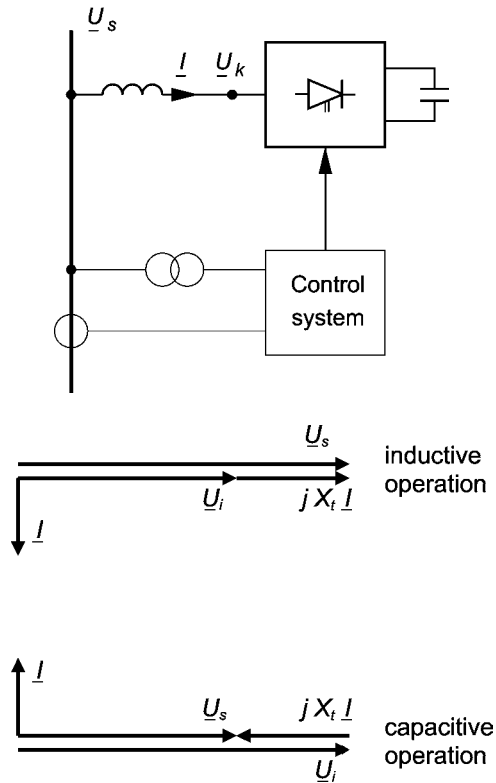 U_s
I U_k
Control
system
U_s
inductive
operation
U_i j X_t I
I
I
U_s j X_t I
capacitive
operation
U_i